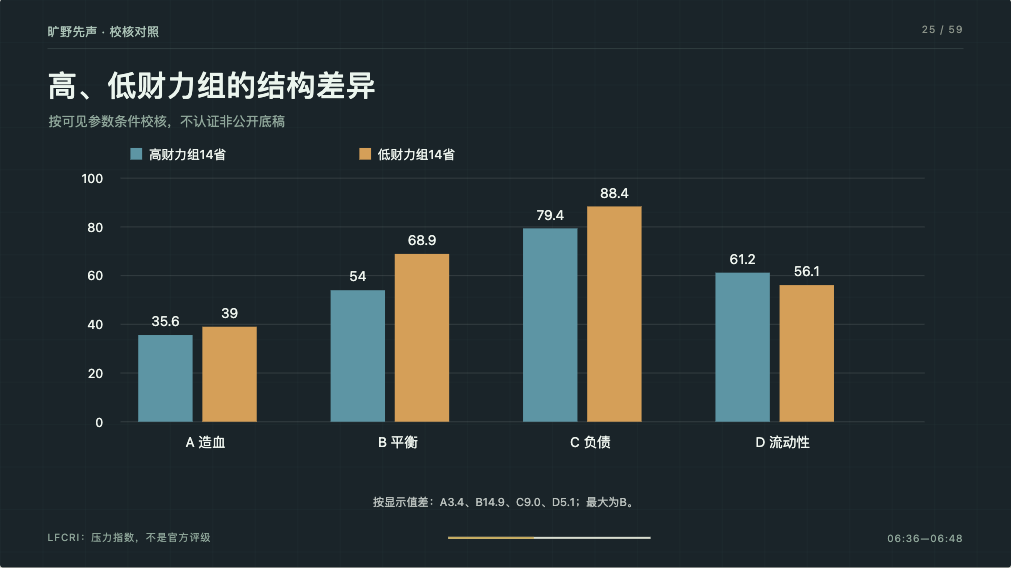 旷野先声 · 校核对照
25 / 59
高、低财力组的结构差异
按可见参数条件校核，不认证非公开底稿
高财力组14省
低财力组14省
100
80
60
40
20
0
35.6
39
54
68.9
79.4
88.4
61.2
56.1
A 造血
B 平衡
C 负债
D 流动性
按显示值差：A3.4、B14.9、C9.0、D5.1；最大为B。
LFCRI：压力指数，不是官方评级
06:36—06:48